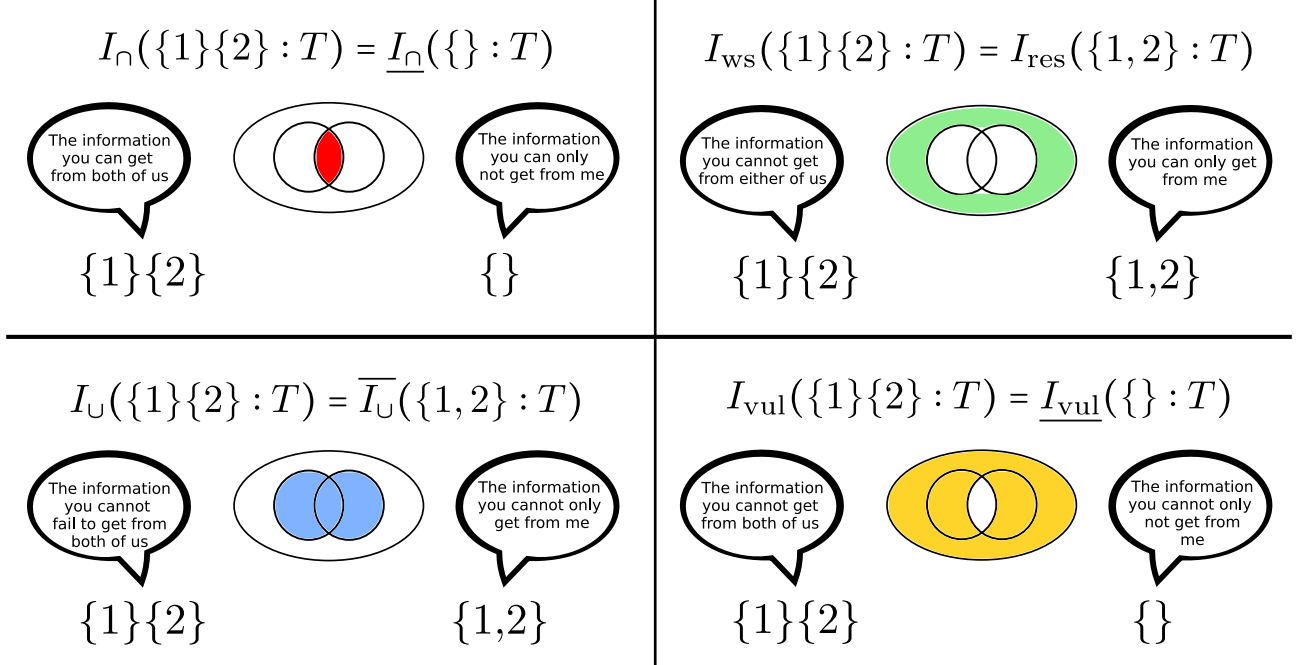 I∩({1}{2} : T) = I∩({} : T)
The information
you can get
from both of us
The information
you can only
not get from me
{1}{2}
{}
Iws({1}{2} : T) = Ires({1, 2} : T)
The information
you cannot get
from either of us
The information
you can only get
from me
{1}{2}
{1,2}
I∪({1}{2} : T) = I∪({1, 2} : T)
The information
you cannot
fail to get from
both of us
The information
you cannot only
get from me
{1}{2}
{1,2}
Ivul({1}{2} : T) = Ivul({} : T)
The information
you cannot get
from both of us
The information
you cannot only
not get from
me
{1}{2}
{}